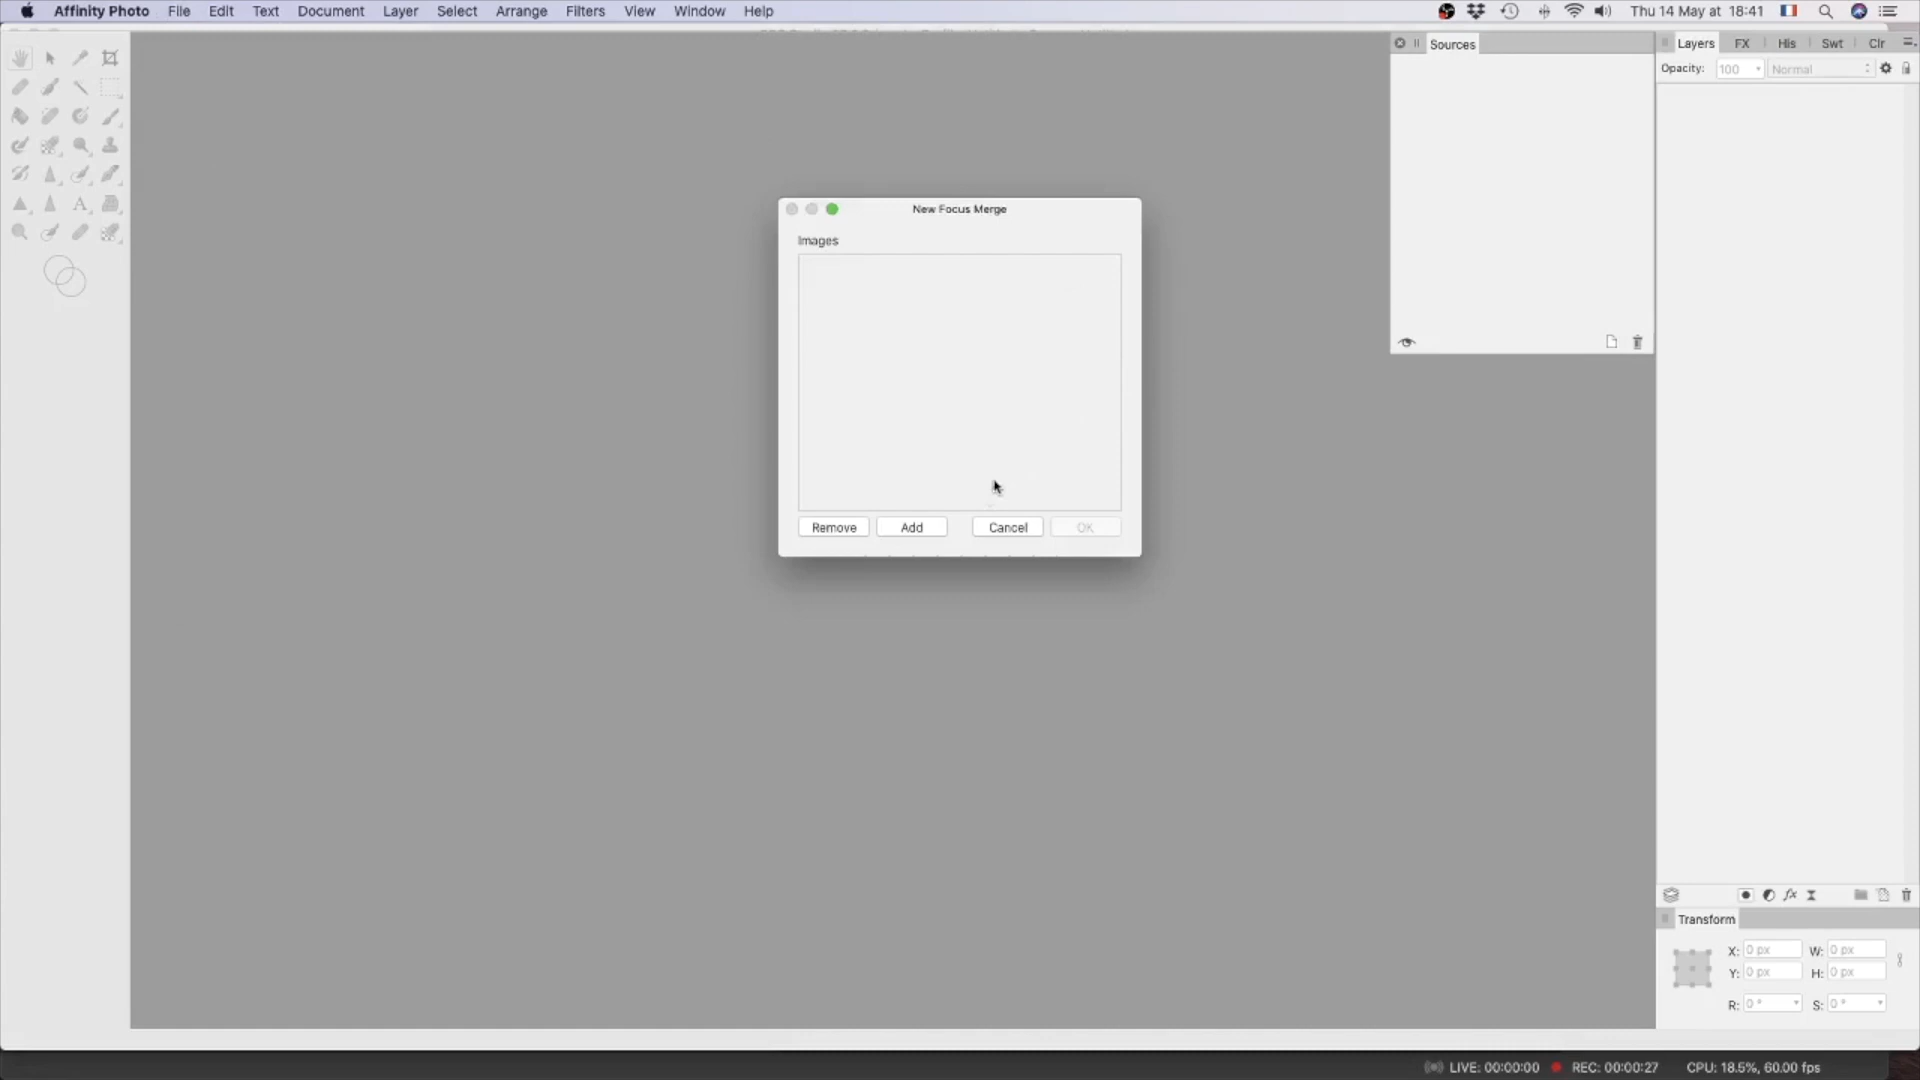 Affinity Photo File Edit Text Document Layer Select Arrange Filters View Window Help Thu 14 May at 18:41
Sources
Layers FX His Swt Clr
Opacity: 100 Normal
New Focus Merge
Images
Remove Add Cancel OK
fx
Transform
X: 0 px W: 0 px
Y: 0 px H: 0 px
R: 0 ° S: 0 °
LIVE: 00:00:00 REC: 00:00:27 CPU: 18.5%, 60.00 fps